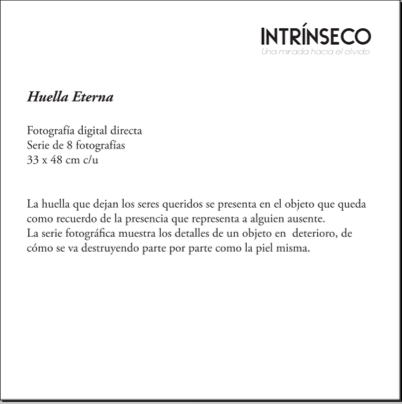 INTRÍNSECO
Una mirada hacia el olvido
Huella Eterna
Fotografía digital directa
Serie de 8 fotografías
33 x 48 cm c/u
La huella que dejan los seres queridos se presenta en el objeto que queda
como recuerdo de la presencia que representa a alguien ausente.
La serie fotográfica muestra los detalles de un objeto en  deterioro, de
cómo se va destruyendo parte por parte como la piel misma.